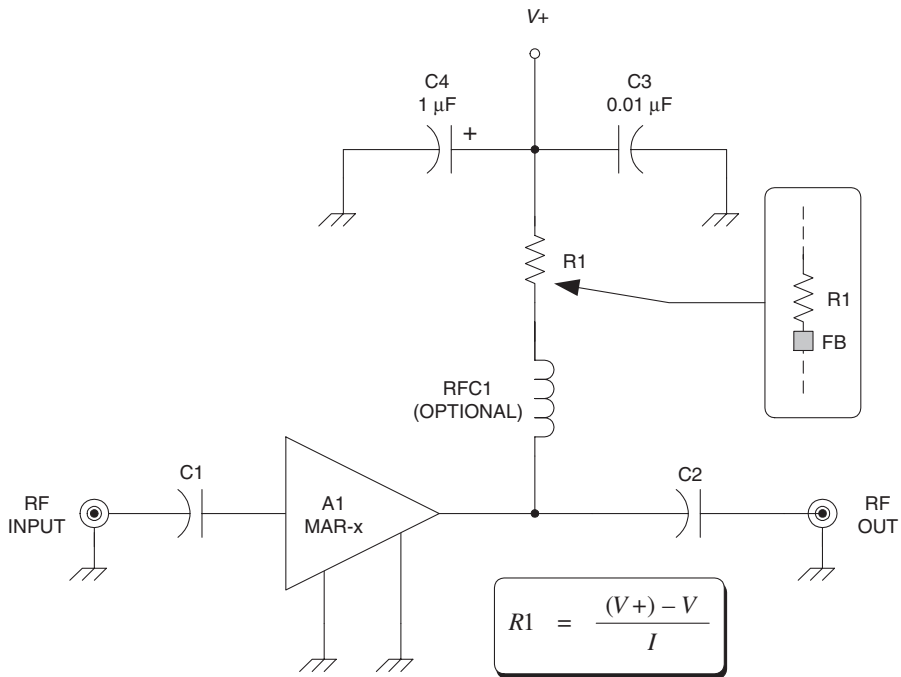 V+
C4
1 μF
+
C3
0.01 μF
R1
R1
FB
RFC1
(OPTIONAL)
C1
A1
MAR-x
C2
RF
INPUT
RF
OUT
R1 = (V+) – V
I